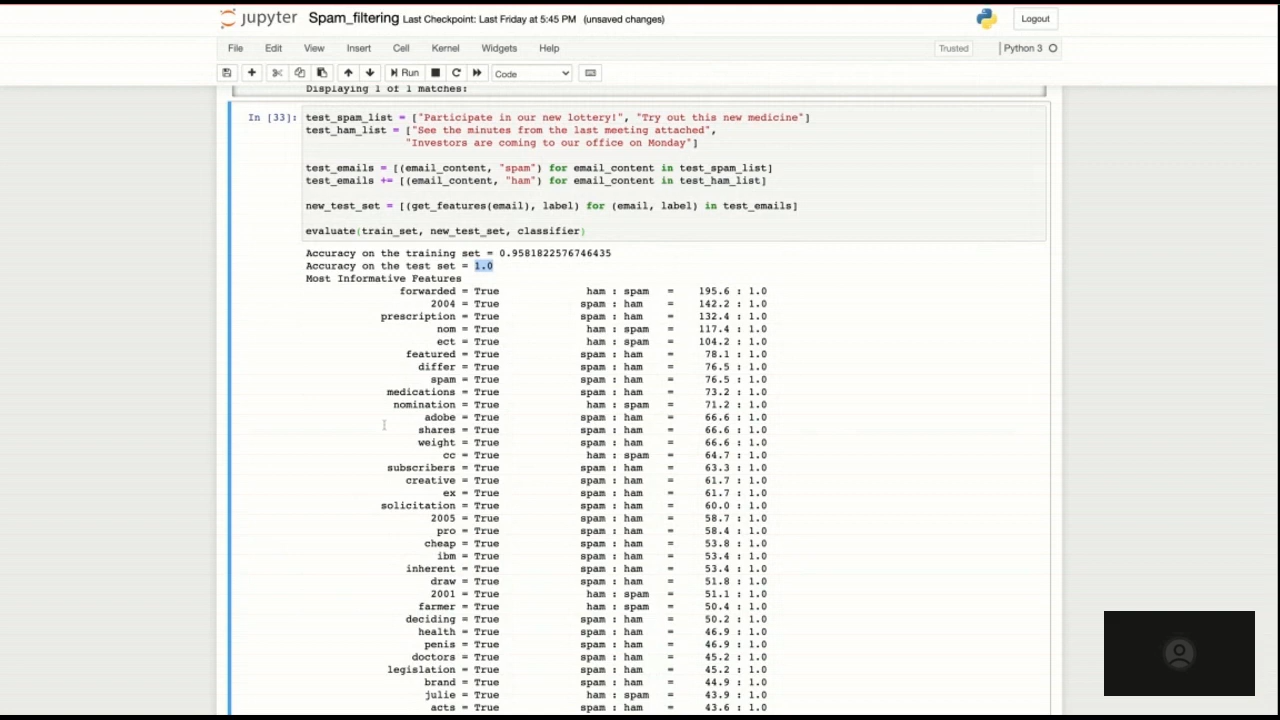 jupyter Spam_filtering Last Checkpoint: Last Friday at 5:45 PM (unsaved changes) Logout
File Edit View Insert Cell Kernel Widgets Help Trusted Python 3
Run Code
Displaying 1 of 1 matches:
In [33]: test_spam_list = ["Participate in our new lottery!", "Try out this new medicine"]
test_ham_list = ["See the minutes from the last meeting attached",
"Investors are coming to our office on Monday"]
test_emails = [(email_content, "spam") for email_content in test_spam_list]
test_emails += [(email_content, "ham") for email_content in test_ham_list]
new_test_set = [(get_features(email), label) for (email, label) in test_emails]
evaluate(train_set, new_test_set, classifier)
Accuracy on the training set = 0.9581822576746435
Accuracy on the test set = 1.0
Most Informative Features
forwarded = True ham : spam = 195.6 : 1.0
2004 = True spam : ham = 142.2 : 1.0
prescription = True spam : ham = 132.4 : 1.0
nom = True ham : spam = 117.4 : 1.0
ect = True ham : spam = 104.2 : 1.0
featured = True spam : ham = 78.1 : 1.0
differ = True spam : ham = 76.5 : 1.0
spam = True spam : ham = 76.5 : 1.0
medications = True spam : ham = 73.2 : 1.0
nomination = True ham : spam = 71.2 : 1.0
adobe = True spam : ham = 66.6 : 1.0
shares = True spam : ham = 66.6 : 1.0
weight = True spam : ham = 66.6 : 1.0
cc = True ham : spam = 64.7 : 1.0
subscribers = True spam : ham = 63.3 : 1.0
creative = True spam : ham = 61.7 : 1.0
ex = True spam : ham = 61.7 : 1.0
solicitation = True spam : ham = 60.0 : 1.0
2005 = True spam : ham = 58.7 : 1.0
pro = True spam : ham = 58.4 : 1.0
cheap = True spam : ham = 53.8 : 1.0
ibm = True spam : ham = 53.4 : 1.0
inherent = True spam : ham = 53.4 : 1.0
draw = True spam : ham = 51.8 : 1.0
2001 = True ham : spam = 51.1 : 1.0
farmer = True ham : spam = 50.4 : 1.0
deciding = True spam : ham = 50.2 : 1.0
health = True spam : ham = 46.9 : 1.0
penis = True spam : ham = 46.9 : 1.0
doctors = True spam : ham = 45.2 : 1.0
legislation = True spam : ham = 45.2 : 1.0
brand = True spam : ham = 44.9 : 1.0
julie = True ham : spam = 43.9 : 1.0
acts = True spam : ham = 43.6 : 1.0